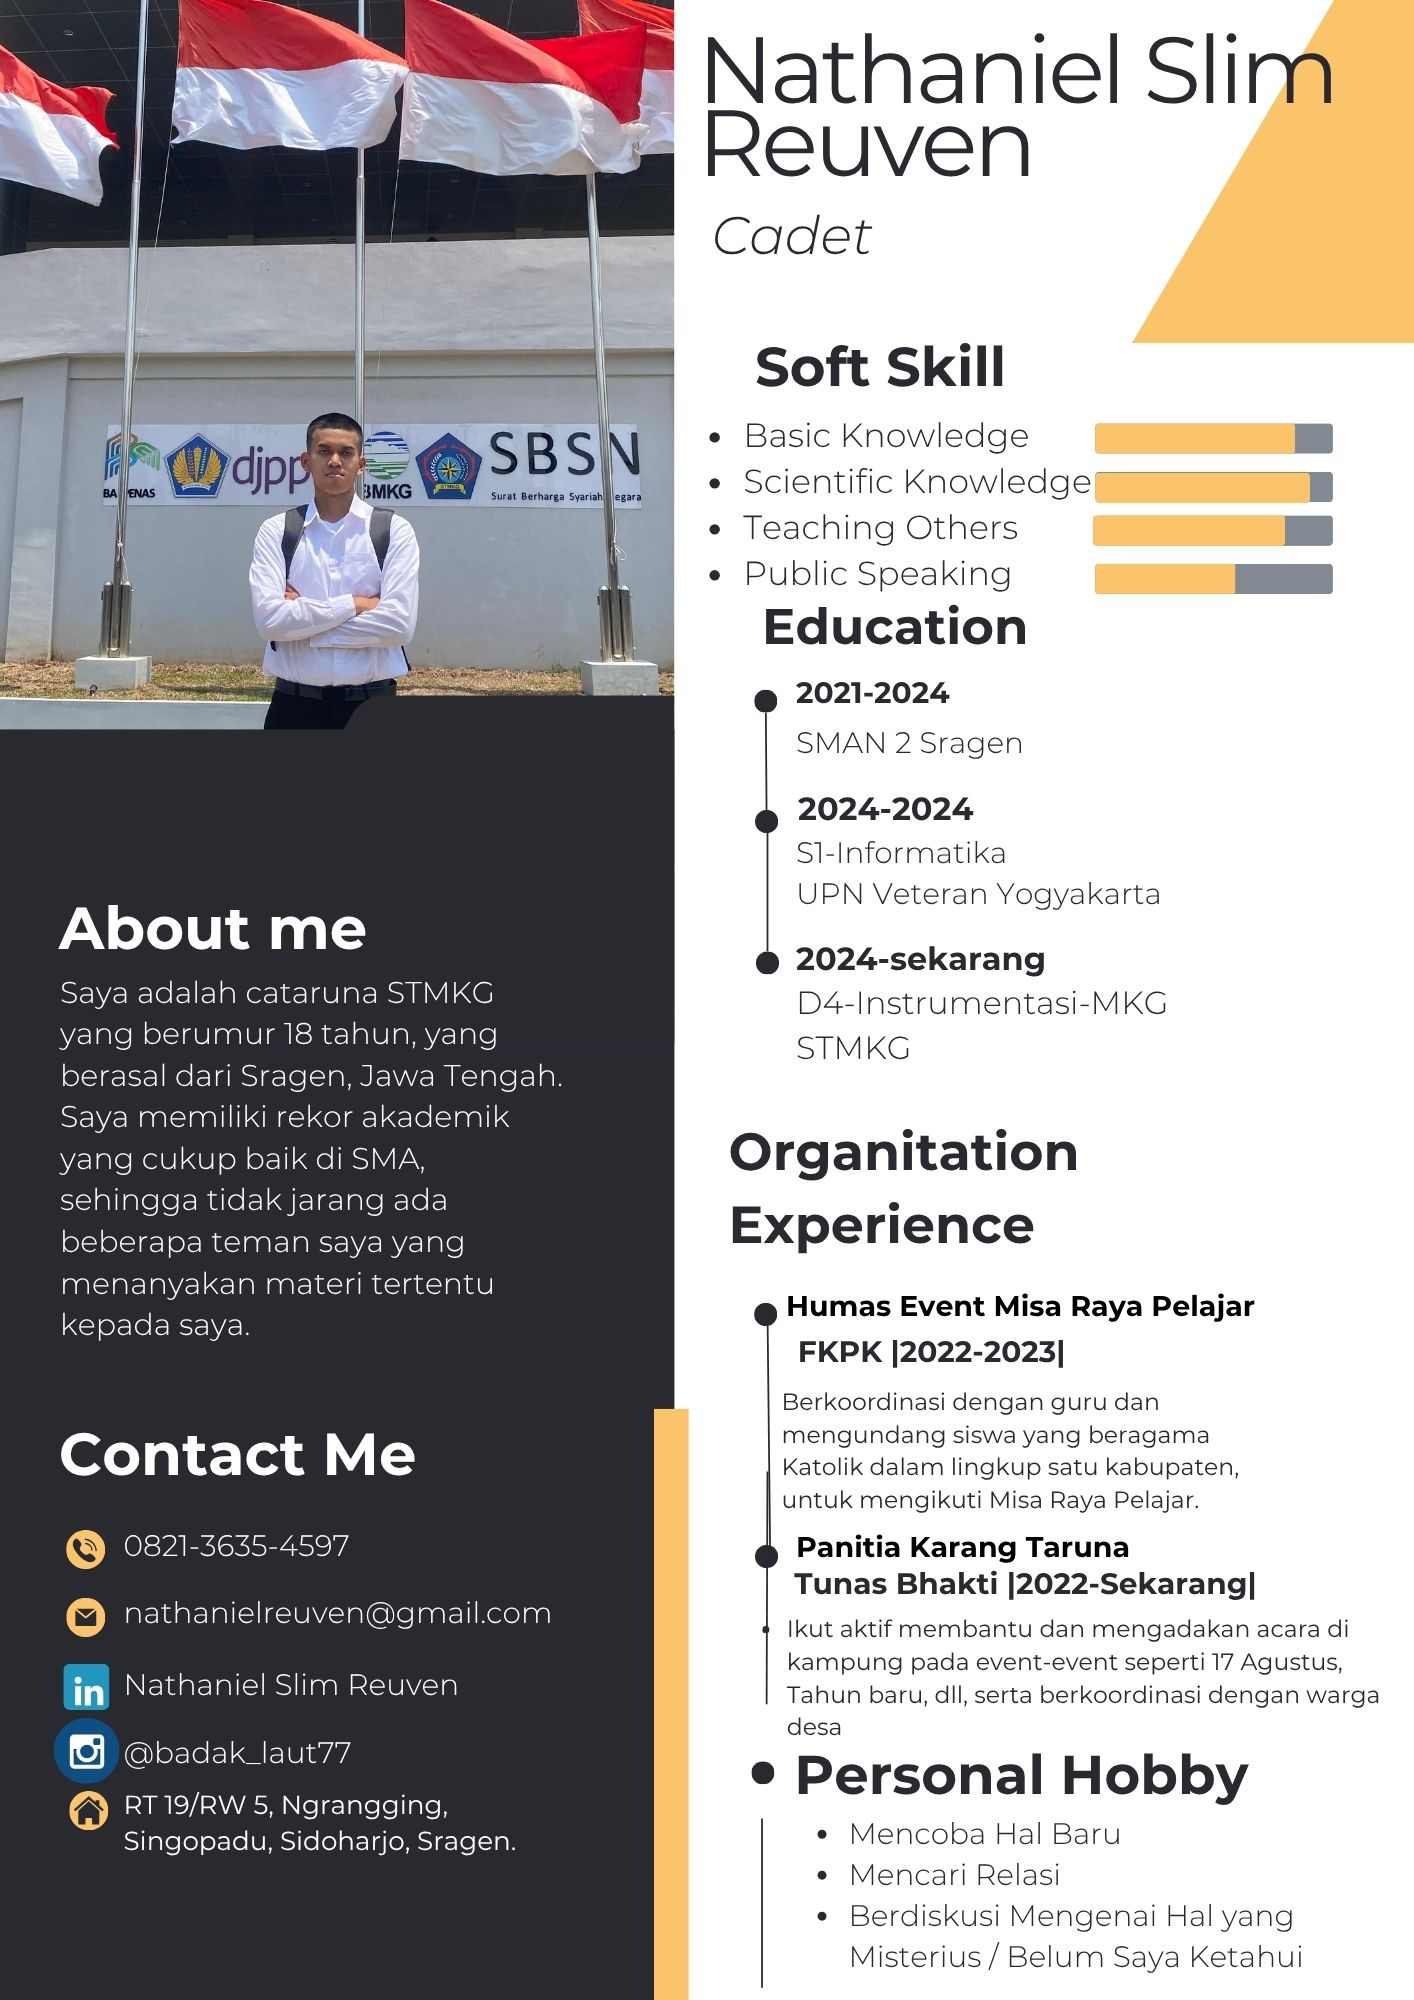 BAPPENAS
djpp
BMKG
STMKG
SBSN
Surat Berharga Syariah
Nathaniel Slim
Reuven
Cadet
Soft Skill
• Basic Knowledge
• Scientific Knowledge
• Teaching Others
• Public Speaking
Education
2021-2024
SMAN 2 Sragen
2024-2024
S1-Informatika
UPN Veteran Yogyakarta
2024-sekarang
D4-Instrumentasi-MKG
STMKG
Organitation
Experience
Humas Event Misa Raya Pelajar
FKPK |2022-2023|
Berkoordinasi dengan guru dan
mengundang siswa yang beragama
Katolik dalam lingkup satu kabupaten,
untuk mengikuti Misa Raya Pelajar.
Panitia Karang Taruna
Tunas Bhakti |2022-Sekarang|
• Ikut aktif membantu dan mengadakan acara di
kampung pada event-event seperti 17 Agustus,
Tahun baru, dll, serta berkoordinasi dengan warga
desa
Personal Hobby
• Mencoba Hal Baru
• Mencari Relasi
• Berdiskusi Mengenai Hal yang
Misterius / Belum Saya Ketahui
About me
Saya adalah cataruna STMKG
yang berumur 18 tahun, yang
berasal dari Sragen, Jawa Tengah.
Saya memiliki rekor akademik
yang cukup baik di SMA,
sehingga tidak jarang ada
beberapa teman saya yang
menanyakan materi tertentu
kepada saya.
Contact Me
0821-3635-4597
nathanielreuven@gmail.com
in Nathaniel Slim Reuven
@badak_laut77
RT 19/RW 5, Ngrangging,
Singopadu, Sidoharjo, Sragen.